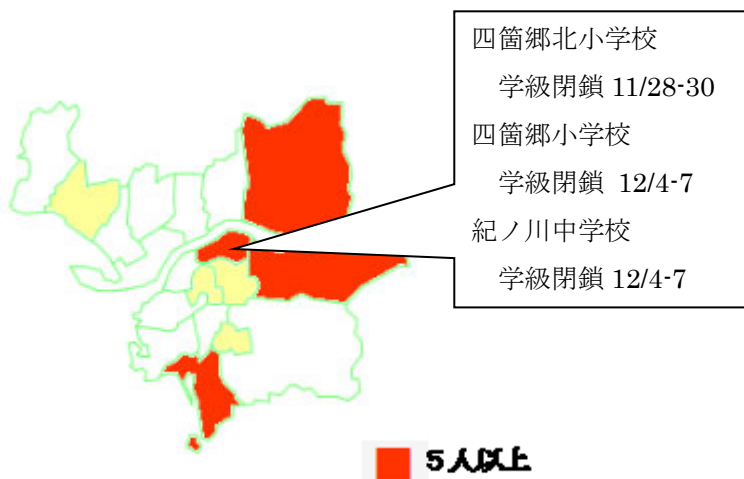 四箇郷北小学校
学級閉鎖 11/28-30
四箇郷小学校
学級閉鎖 12/4-7
紀ノ川中学校
学級閉鎖 12/4-7
5人以上